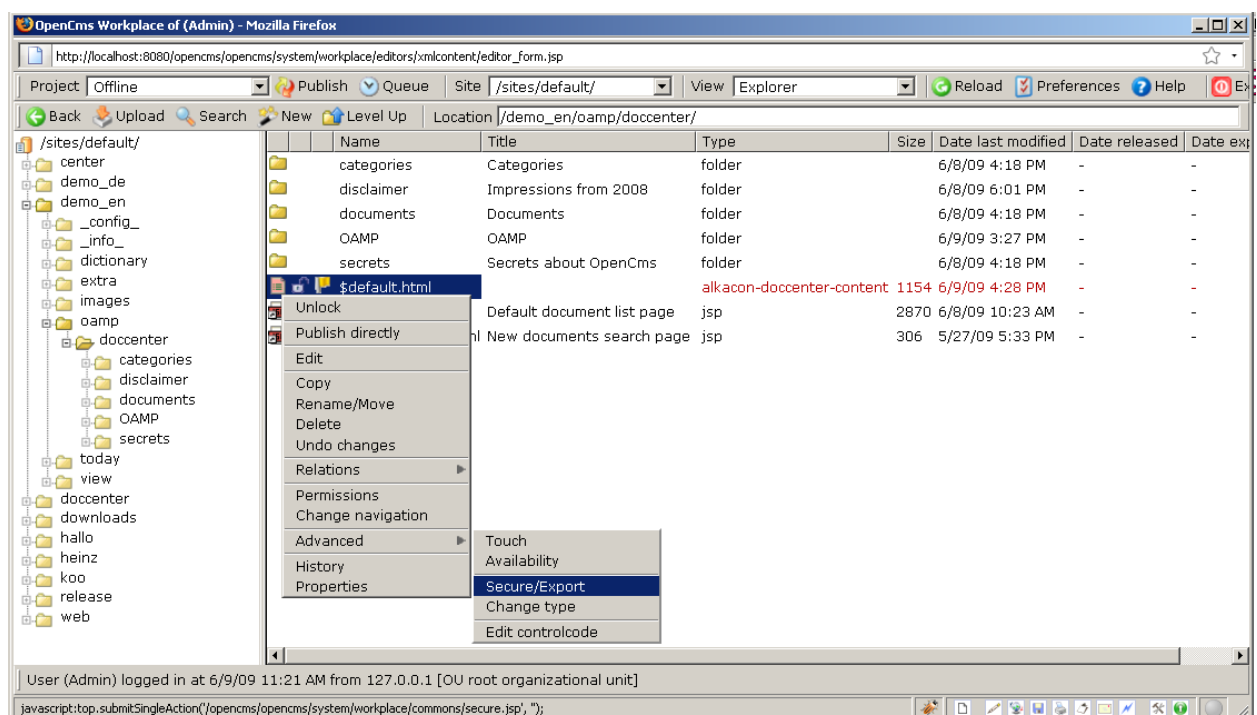 OpenCms Workplace of (Admin) - Mozilla Firefox
http://localhost:8080/opencms/opencms/system/workplace/editors/xmlcontent/editor_form.jsp
Project Offline Publish Queue Site /sites/default/ View Explorer Reload Preferences Help Ex
Back Upload Search New Level Up Location /demo_en/oamp/doccenter/
/sites/default/
center
demo_de
demo_en
_config_
_info_
dictionary
extra
images
oamp
doccenter
categories
disclaimer
documents
OAMP
secrets
today
view
doccenter
downloads
hallo
heinz
koo
release
web
Name Title Type Size Date last modified Date released Date exp
categories Categories folder 6/8/09 4:18 PM - -
disclaimer Impressions from 2008 folder 6/8/09 6:01 PM - -
documents Documents folder 6/8/09 4:18 PM - -
OAMP OAMP folder 6/9/09 3:27 PM - -
secrets Secrets about OpenCms folder 6/8/09 4:18 PM - -
$default.html alkacon-doccenter-content 1154 6/9/09 4:28 PM - -
Default document list page jsp 2870 6/8/09 10:23 AM - -
nl New documents search page jsp 306 5/27/09 5:33 PM - -
Unlock
Publish directly
Edit
Copy
Rename/Move
Delete
Undo changes
Relations
Permissions
Change navigation
Advanced
History
Properties
Touch
Availability
Secure/Export
Change type
Edit controlcode
User (Admin) logged in at 6/9/09 11:21 AM from 127.0.0.1 [OU root organizational unit]
javascript:top.submitSingleAction('/opencms/opencms/system/workplace/commons/secure.jsp', '');